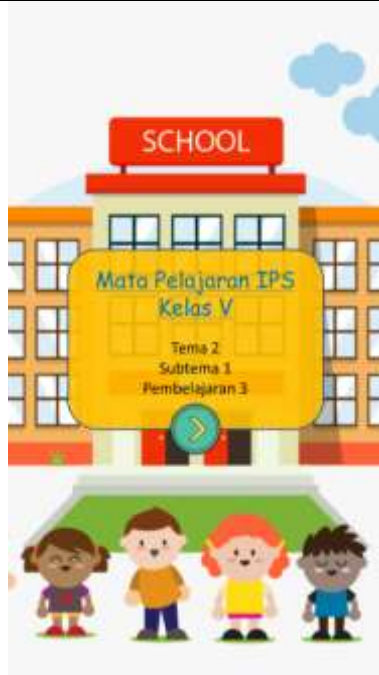 SCHOOL
Mata Pelajaran IPS
Kelas V
Tema 2
Subtema 1
Pembelajaran 3